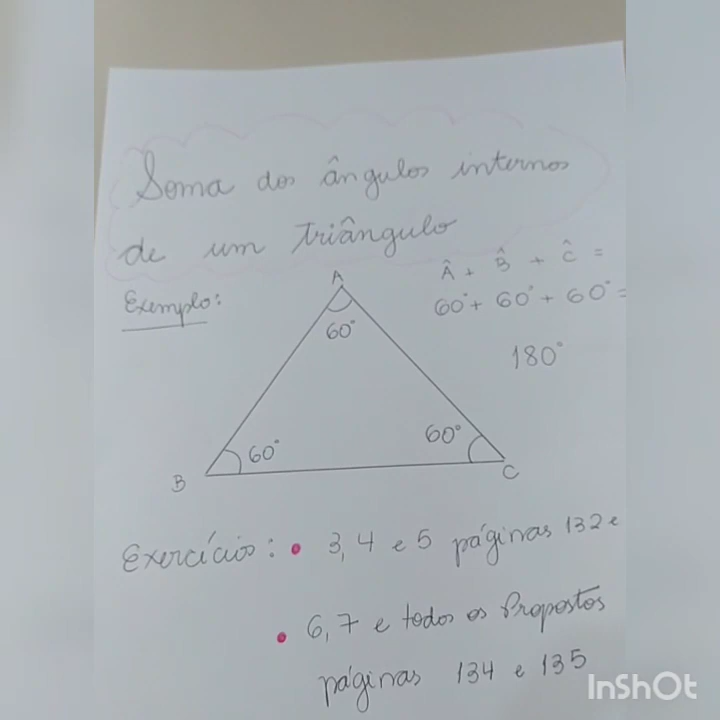 Soma dos ângulos internos
de um triângulo
Exemplo:
A
60°
Â + B̂ + Ĉ =
60° + 60° + 60° =
180°
60°
60°
B
C
Exercício: • 3, 4 e 5 páginas 132 e
• 6, 7 e todos os Propostos
páginas 134 e 135
InShOt